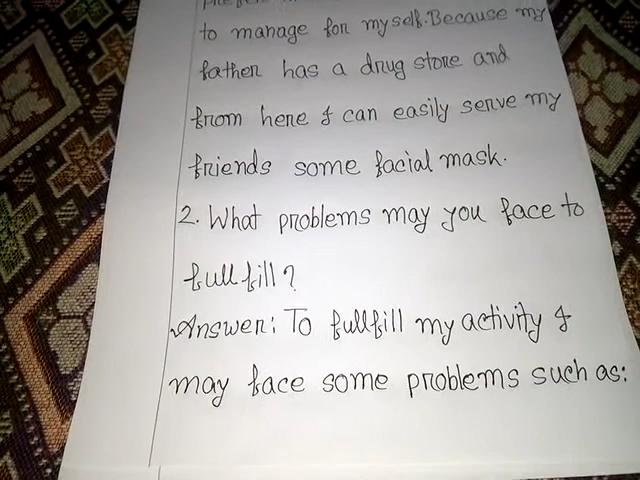 to manage for myself. Because my
father has a drug store and
from here I can easily serve my
friends some facial mask.
2. What problems may you face to
fullfill?
Answer: To fullfill my activity I
may face some problems such as: